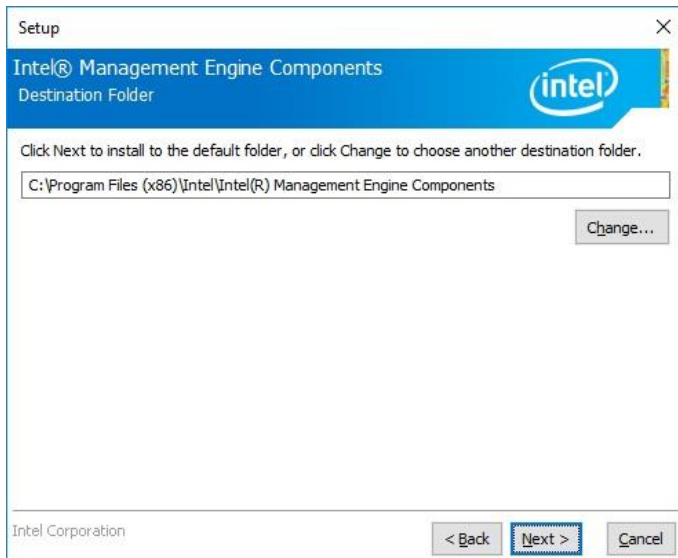 Setup
Intel® Management Engine Components
Destination Folder
intel
Click Next to install to the default folder, or click Change to choose another destination folder.
C:\Program Files (x86)\Intel\Intel(R) Management Engine Components
Change...
Intel Corporation
< Back Next > Cancel